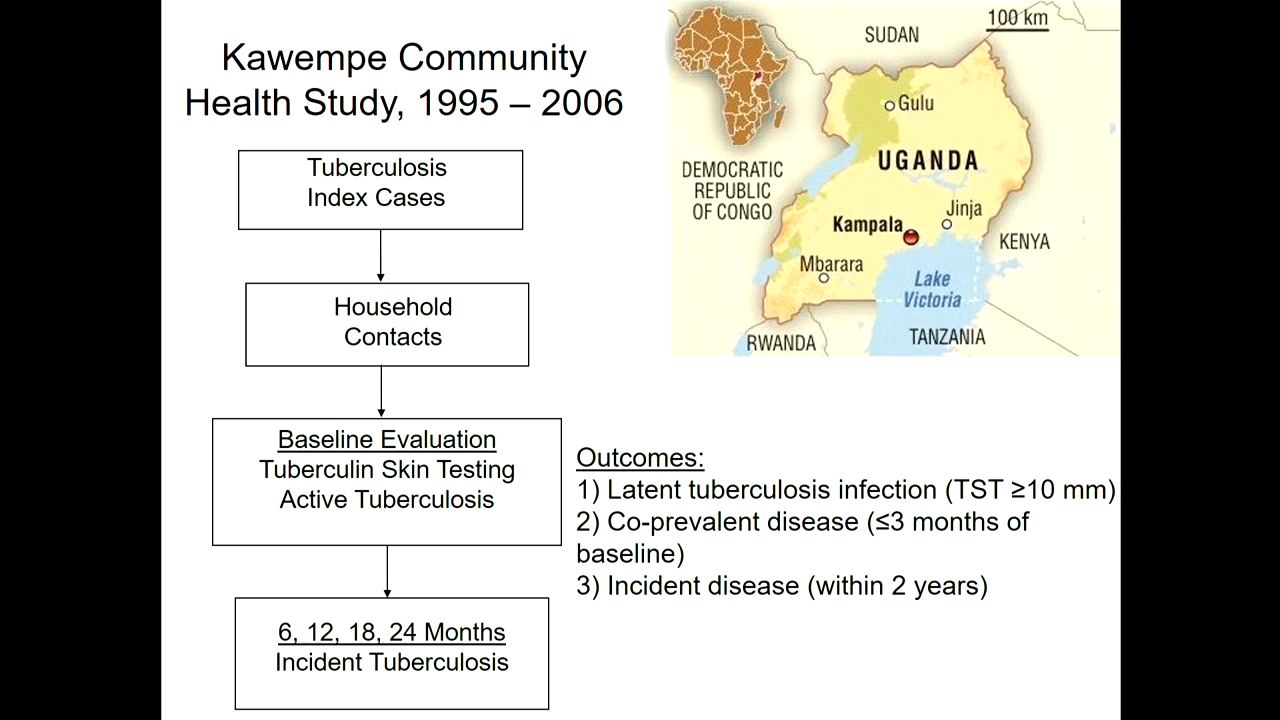 Kawempe Community
Health Study, 1995 – 2006
Tuberculosis
Index Cases
Household
Contacts
Baseline Evaluation
Tuberculin Skin Testing
Active Tuberculosis
6, 12, 18, 24 Months
Incident Tuberculosis
Outcomes:
1) Latent tuberculosis infection (TST ≥10 mm)
2) Co-prevalent disease (≤3 months of
baseline)
3) Incident disease (within 2 years)
100 km
SUDAN
Gulu
UGANDA
DEMOCRATIC
REPUBLIC
OF CONGO
Jinja
Kampala
KENYA
Mbarara
Lake
Victoria
RWANDA
TANZANIA